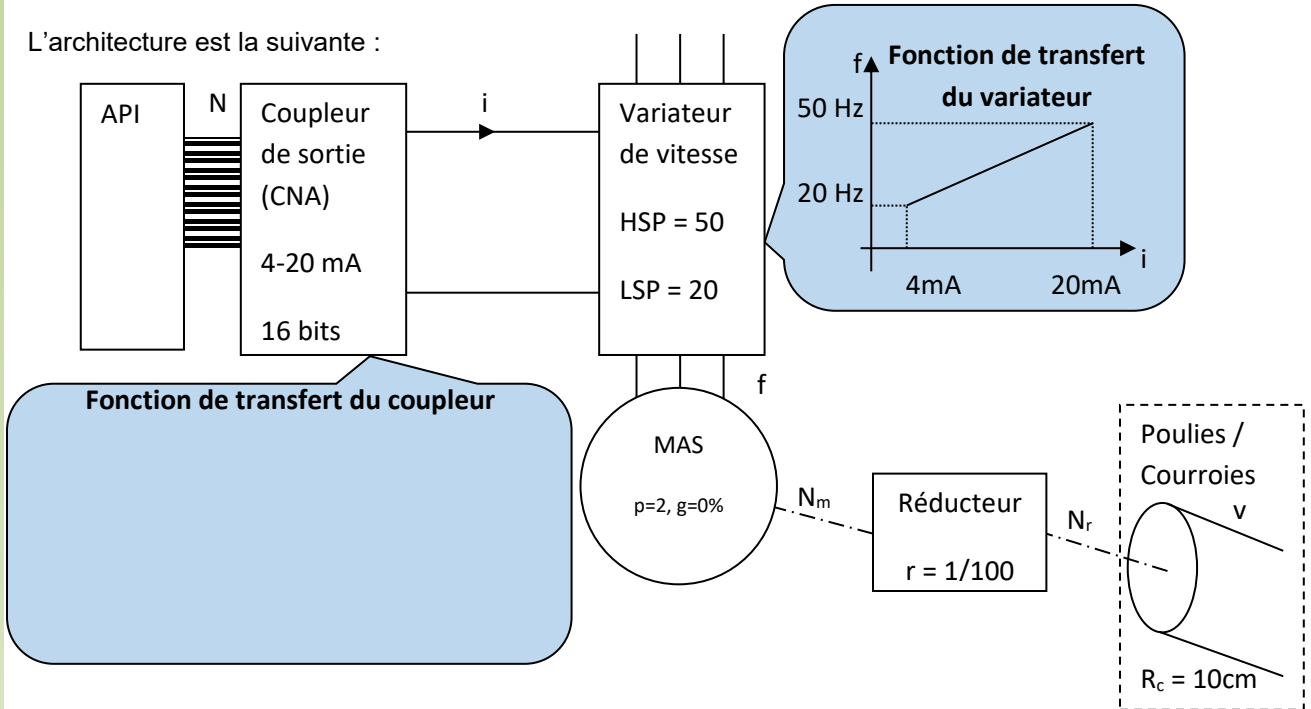 L'architecture est la suivante :
API
N
Coupleur
de sortie
(CNA)
4-20 mA
16 bits
i
Variateur
de vitesse
HSP = 50
LSP = 20
Fonction de transfert
du variateur
f
50 Hz
20 Hz
4mA
20mA
i
Fonction de transfert du coupleur
f
MAS
p=2, g=0%
Nm
Réducteur
r = 1/100
Nr
Poulies /
Courroies
v
Rc = 10cm